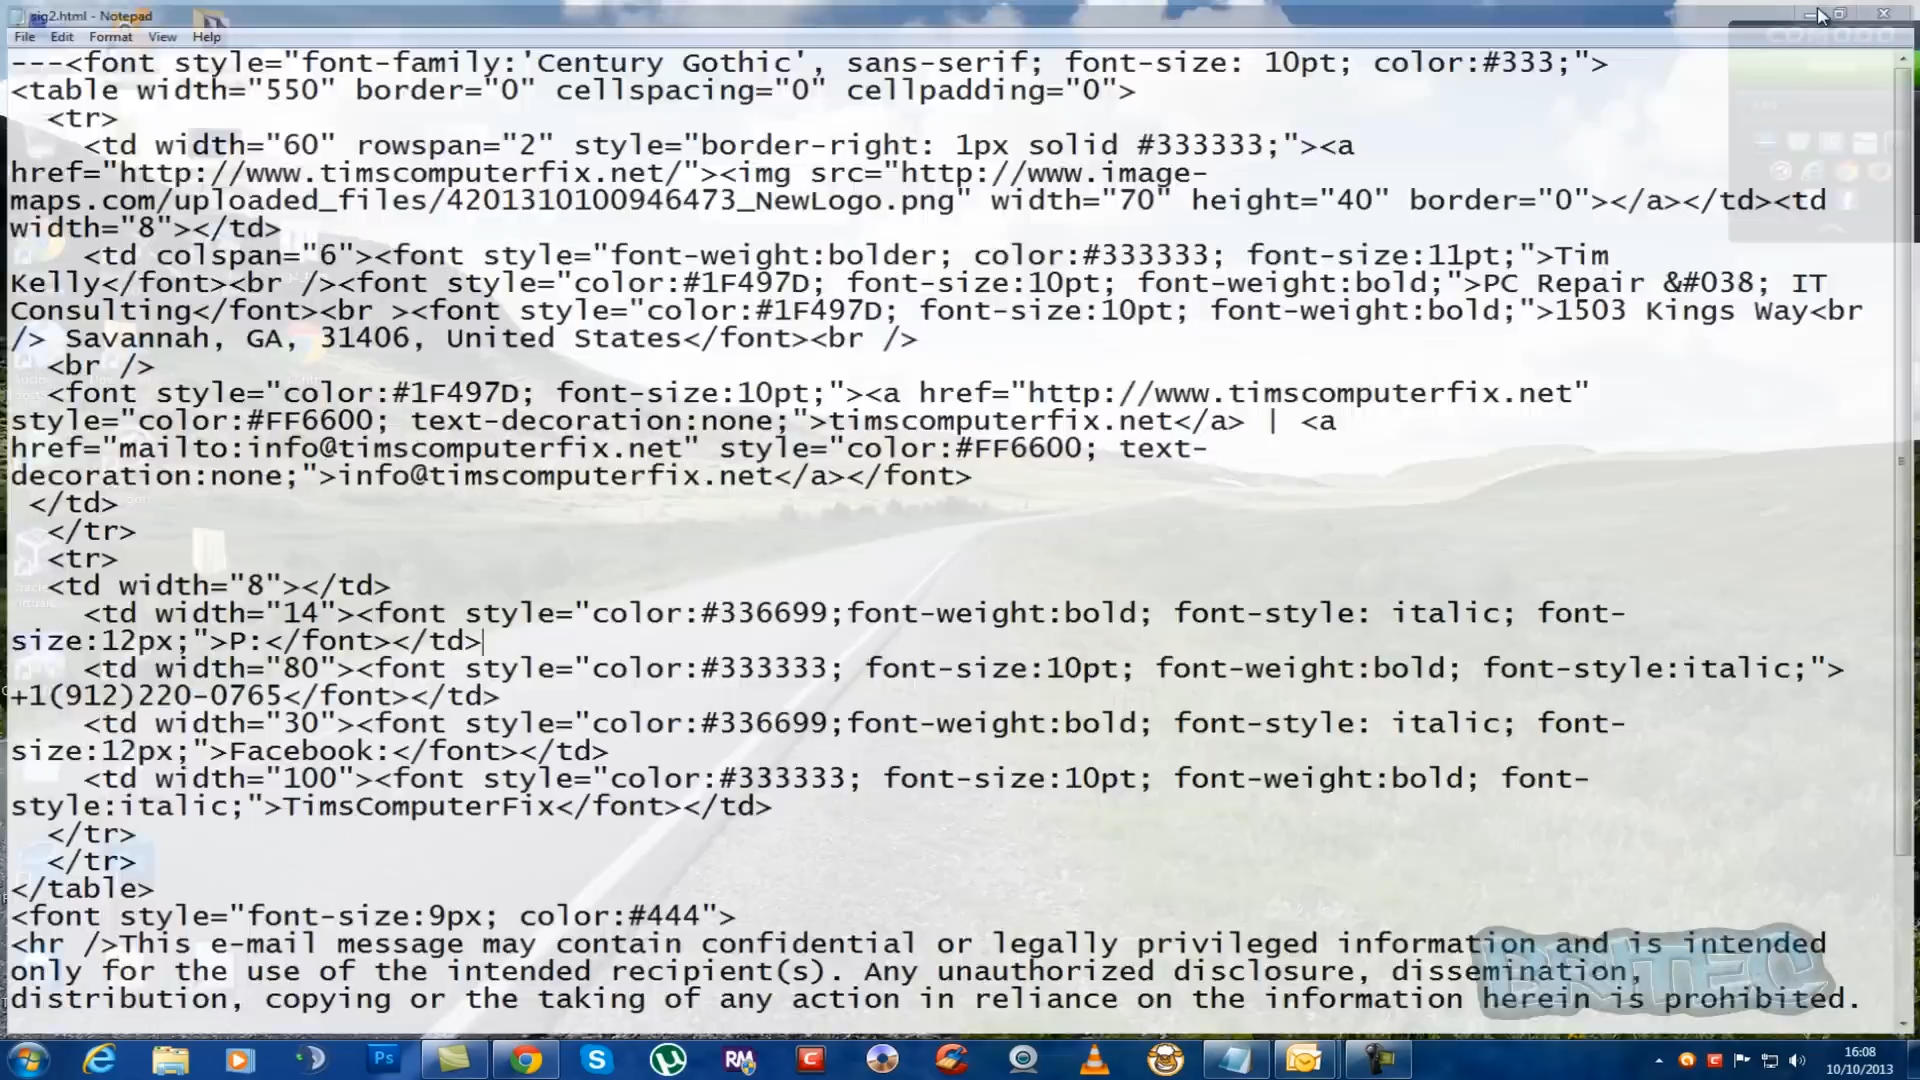 sig2.html - Notepad
File Edit Format View Help
COMODO
---<font style="font-family:'Century Gothic', sans-serif; font-size: 10pt; color:#333;">
<table width="550" border="0" cellspacing="0" cellpadding="0">
<tr>
<td width="60" rowspan="2" style="border-right: 1px solid #333333;"><a
href="http://www.timscomputerfix.net/"><img src="http://www.image-
maps.com/uploaded_files/4201310100946473_NewLogo.png" width="70" height="40" border="0"></a></td><td
width="8"></td>
<td colspan="6"><font style="font-weight:bolder; color:#333333; font-size:11pt;">Tim
Kelly</font><br /><font style="color:#1F497D; font-size:10pt; font-weight:bold;">PC Repair &#038; IT
Consulting</font><br ><font style="color:#1F497D; font-size:10pt; font-weight:bold;">1503 Kings Way<br
/> Savannah, GA, 31406, United States</font><br />
<br />
<font style="color:#1F497D; font-size:10pt;"><a href="http://www.timscomputerfix.net"
style="color:#FF6600; text-decoration:none;">timscomputerfix.net</a> | <a
href="mailto:info@timscomputerfix.net" style="color:#FF6600; text-
decoration:none;">info@timscomputerfix.net</a></font>
</td>
</tr>
<tr>
<td width="8"></td>
<td width="14"><font style="color:#336699;font-weight:bold; font-style: italic; font-
size:12px;">P:</font></td>
<td width="80"><font style="color:#333333; font-size:10pt; font-weight:bold; font-style:italic;">
+1(912)220-0765</font></td>
<td width="30"><font style="color:#336699;font-weight:bold; font-style: italic; font-
size:12px;">Facebook:</font></td>
<td width="100"><font style="color:#333333; font-size:10pt; font-weight:bold; font-
style:italic;">TimsComputerFix</font></td>
</tr>
</tr>
</table>
<font style="font-size:9px; color:#444">
<hr />This e-mail message may contain confidential or legally privileged information and is intended
only for the use of the intended recipient(s). Any unauthorized disclosure, dissemination,
distribution, copying or the taking of any action in reliance on the information herein is prohibited.
BRITEC
Ps
RM
16:08
10/10/2013